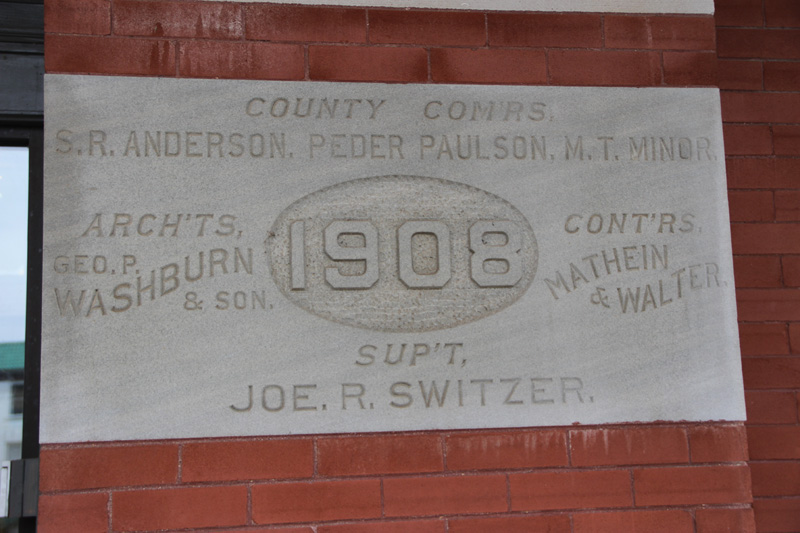 COUNTY COM'RS,
S.R. ANDERSON. PEDER PAULSON, M.T. MINOR.
ARCH'TS,
GEO. P.
WASHBURN
& SON.
1908
CONT'RS.
MATHEIN
& WALTER.
SUP'T,
JOE. R. SWITZER.